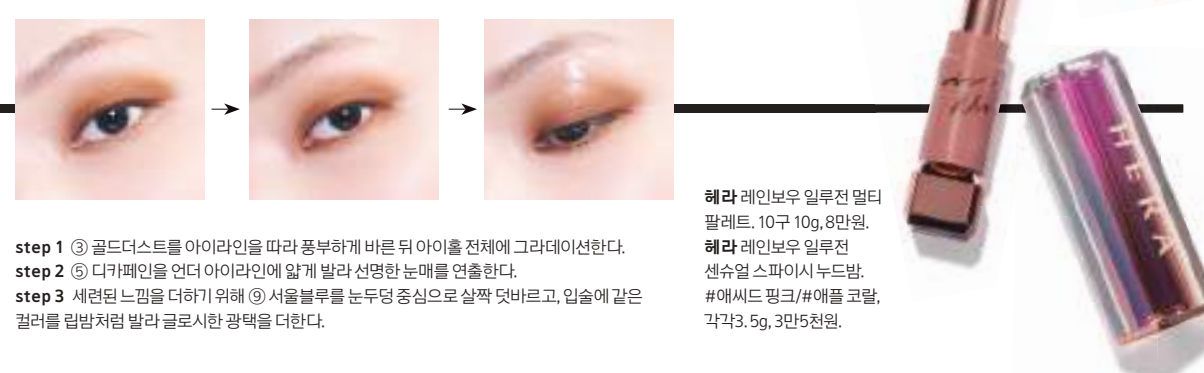 step 1 ③ 골드더스트를 아이라인을 따라 풍부하게 바른 뒤 아이홀 전체에 그라데이션한다.
step 2 ⑤ 디카페인을 언더 아이라인에 얇게 발라 선명한 눈매를 연출한다.
step 3 세련된 느낌을 더하기 위해 ⑨ 서울블루를 눈두덩 중심으로 살짝 덧바르고, 입술에 같은
컬러를 립밤처럼 발라 글로시한 광택을 더한다.
헤라 레인보우 일루전 멀티
팔레트. 10구 10g, 8만원.
헤라 레인보우 일루전
센슈얼 스파이시 누드밤.
#애씨드 핑크/#애플 코랄,
각각3. 5g, 3만5천원.
HERA